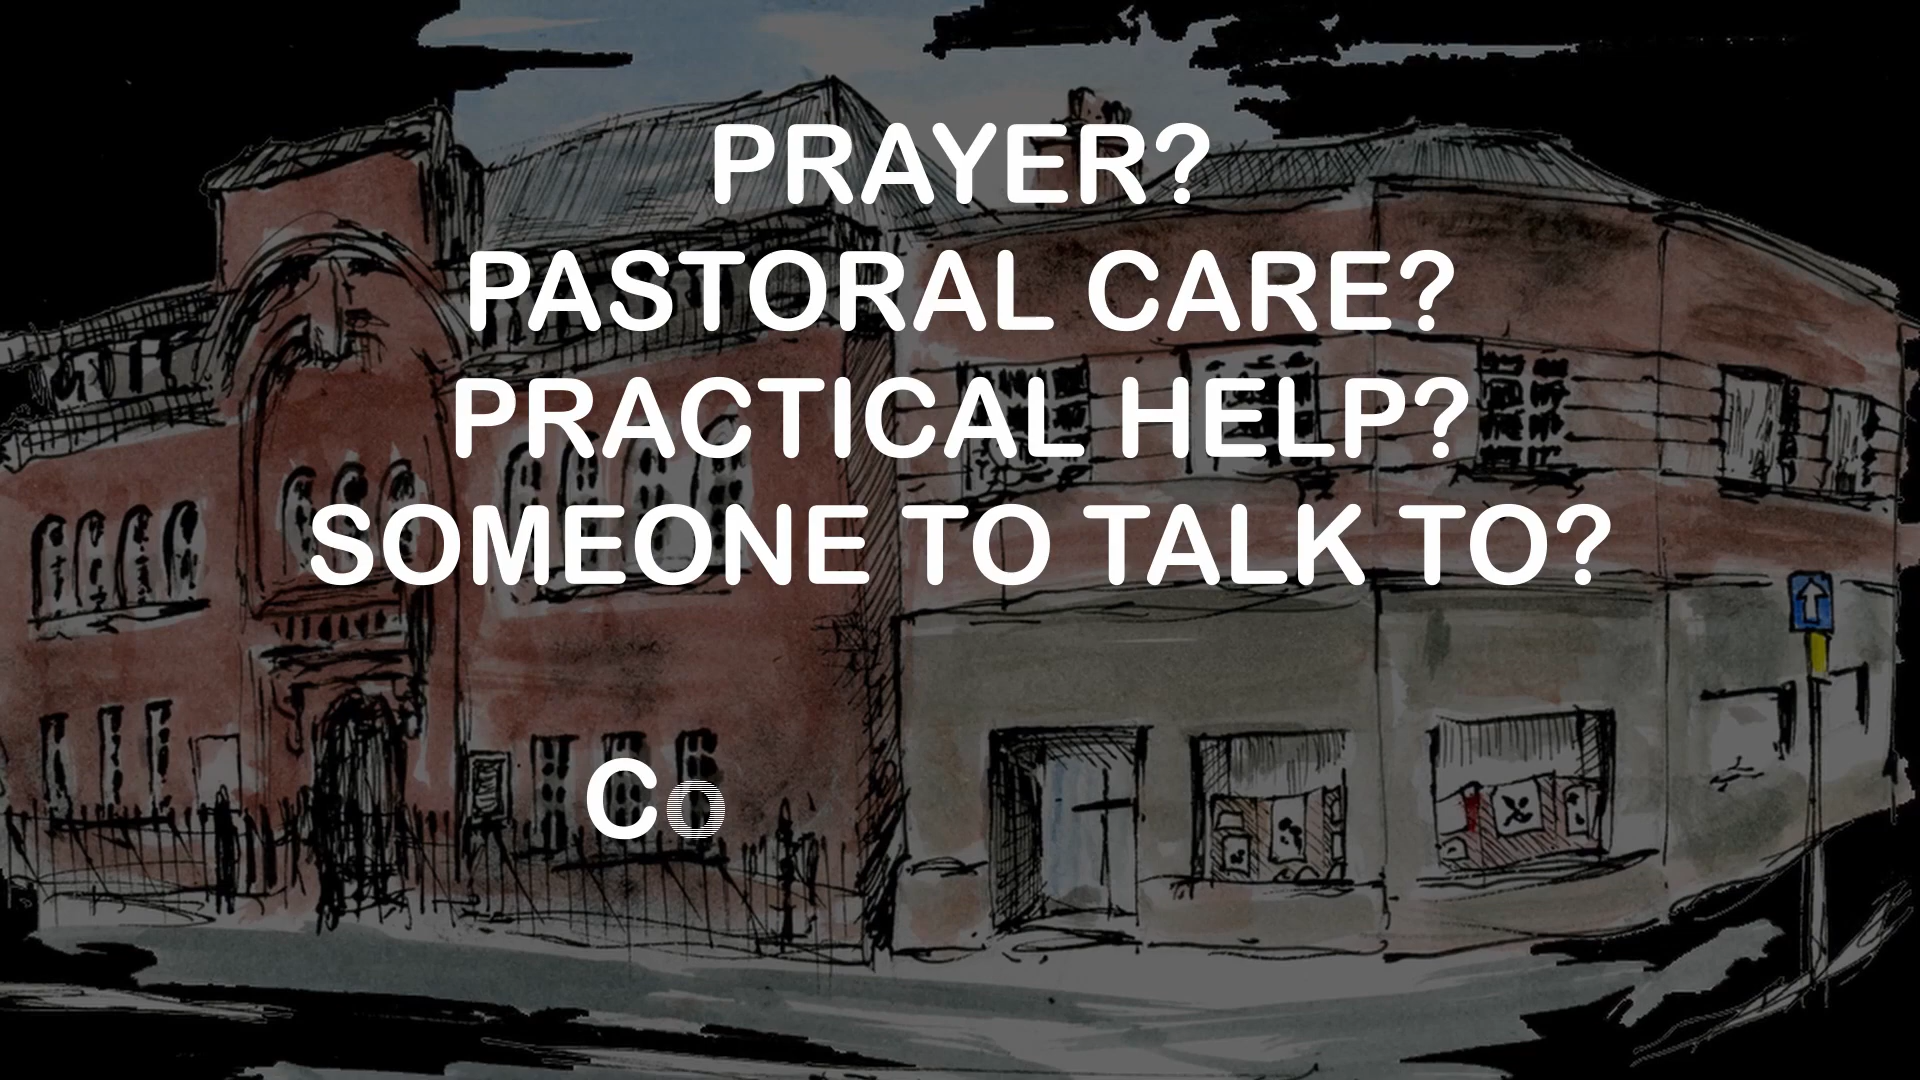 PRAYER?
PASTORAL CARE?
PRACTICAL HELP?
SOMEONE TO TALK TO?
Co